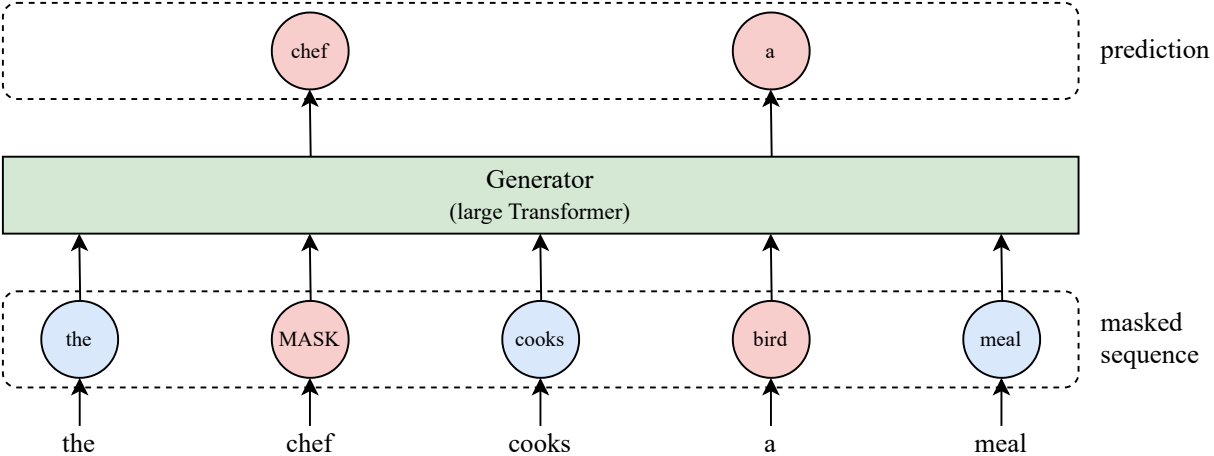 chef
a
prediction
Generator
(large Transformer)
the
MASK
cooks
bird
meal
masked
sequence
the
chef
cooks
a
meal